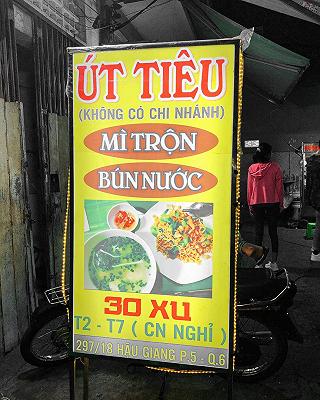 ÚT TIÊU
(KHÔNG CÓ CHI NHÁNH)
MÌ TRỘN
BÚN NƯỚC
30 XU
T2 - T7 ( CN NGHỈ )
297/18 HẬU GIANG P.5 - Q.6